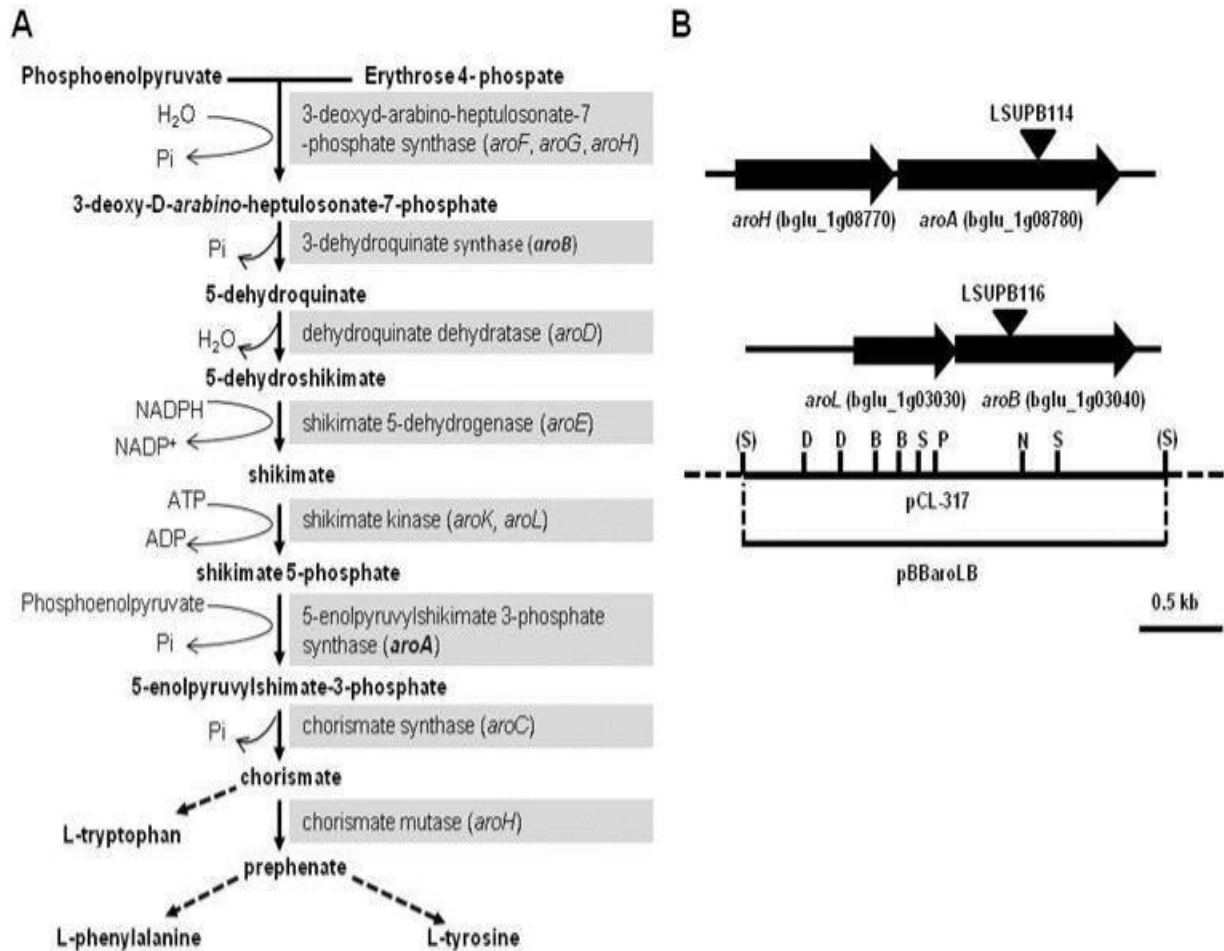 A
Phosphoenolpyruvate
Erythrose 4- phospate
H2O
Pi
3-deoxyd-arabino-heptulosonate-7
-phosphate synthase (aroF, aroG, aroH)
3-deoxy-D-arabino-heptulosonate-7-phosphate
Pi
3-dehydroquinate synthase (aroB)
5-dehydroquinate
H2O
dehydroquinate dehydratase (aroD)
5-dehydroshikimate
NADPH
NADP+
shikimate 5-dehydrogenase (aroE)
shikimate
ATP
ADP
shikimate kinase (aroK, aroL)
shikimate 5-phosphate
Phosphoenolpyruvate
Pi
5-enolpyruvylshikimate 3-phosphate
synthase (aroA)
5-enolpyruvylshimate-3-phosphate
Pi
chorismate synthase (aroC)
chorismate
L-tryptophan
chorismate mutase (aroH)
prephenate
L-phenylalanine
L-tyrosine
B
LSUPB114
aroH (bglu_1g08770) aroA (bglu_1g08780)
LSUPB116
aroL (bglu_1g03030) aroB (bglu_1g03040)
(S) D D B B S P N S (S)
pCL-317
pBBaroLB
0.5 kb